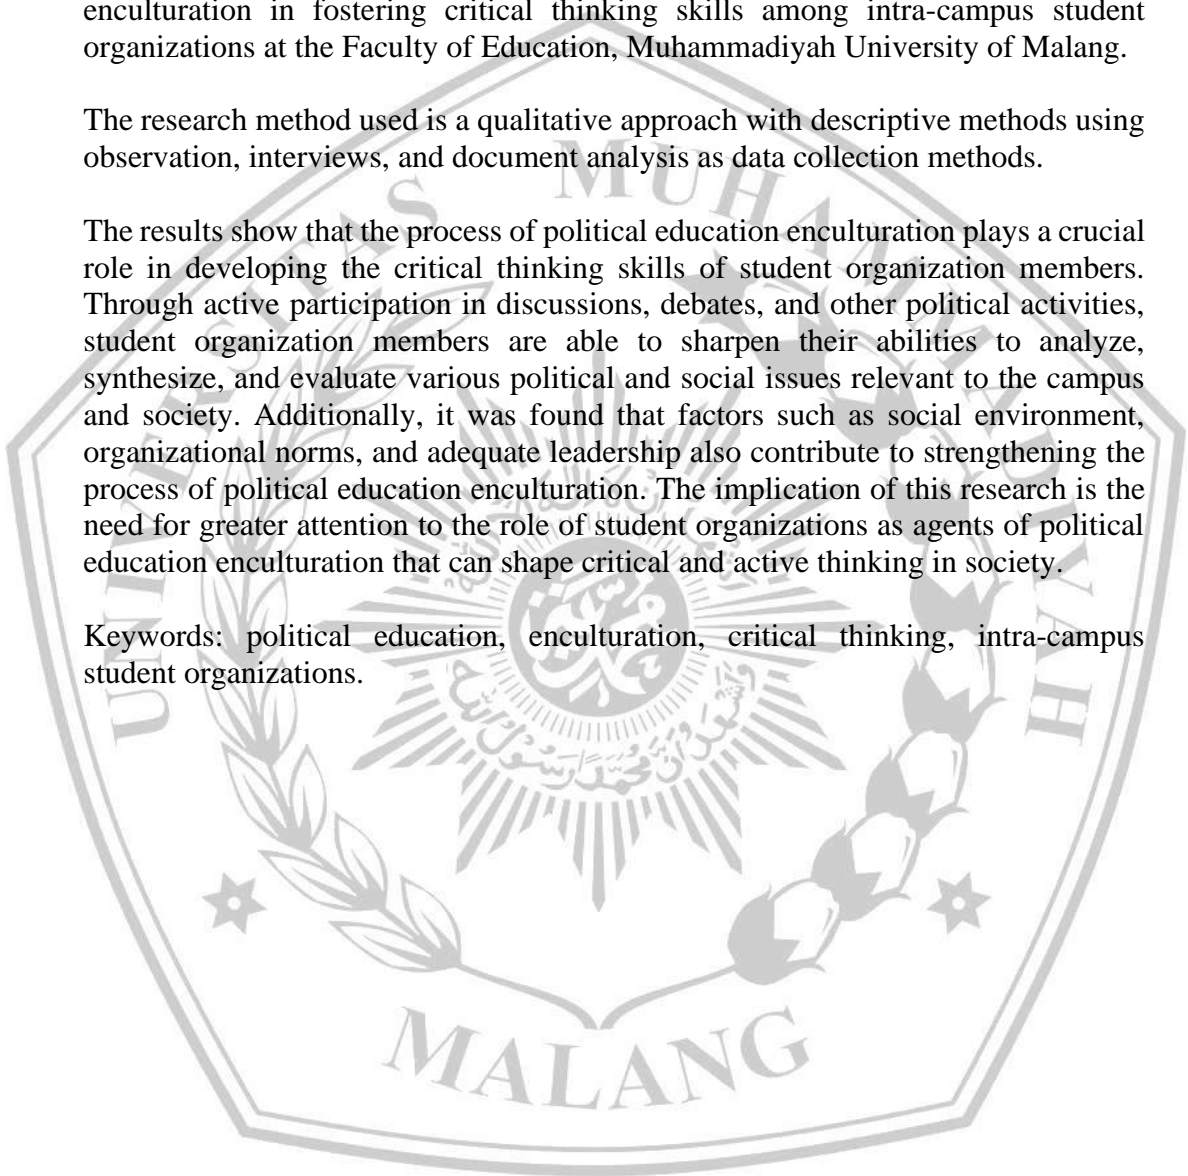 enculturation in fostering critical thinking skills among intra-campus student
organizations at the Faculty of Education, Muhammadiyah University of Malang.
The research method used is a qualitative approach with descriptive methods using
observation, interviews, and document analysis as data collection methods.
The results show that the process of political education enculturation plays a crucial
role in developing the critical thinking skills of student organization members.
Through active participation in discussions, debates, and other political activities,
student organization members are able to sharpen their abilities to analyze,
synthesize, and evaluate various political and social issues relevant to the campus
and society. Additionally, it was found that factors such as social environment,
organizational norms, and adequate leadership also contribute to strengthening the
process of political education enculturation. The implication of this research is the
need for greater attention to the role of student organizations as agents of political
education enculturation that can shape critical and active thinking in society.
Keywords: political education, enculturation, critical thinking, intra-campus
student organizations.
UNIVERSITAS MUHAMMADIYAH
MALANG